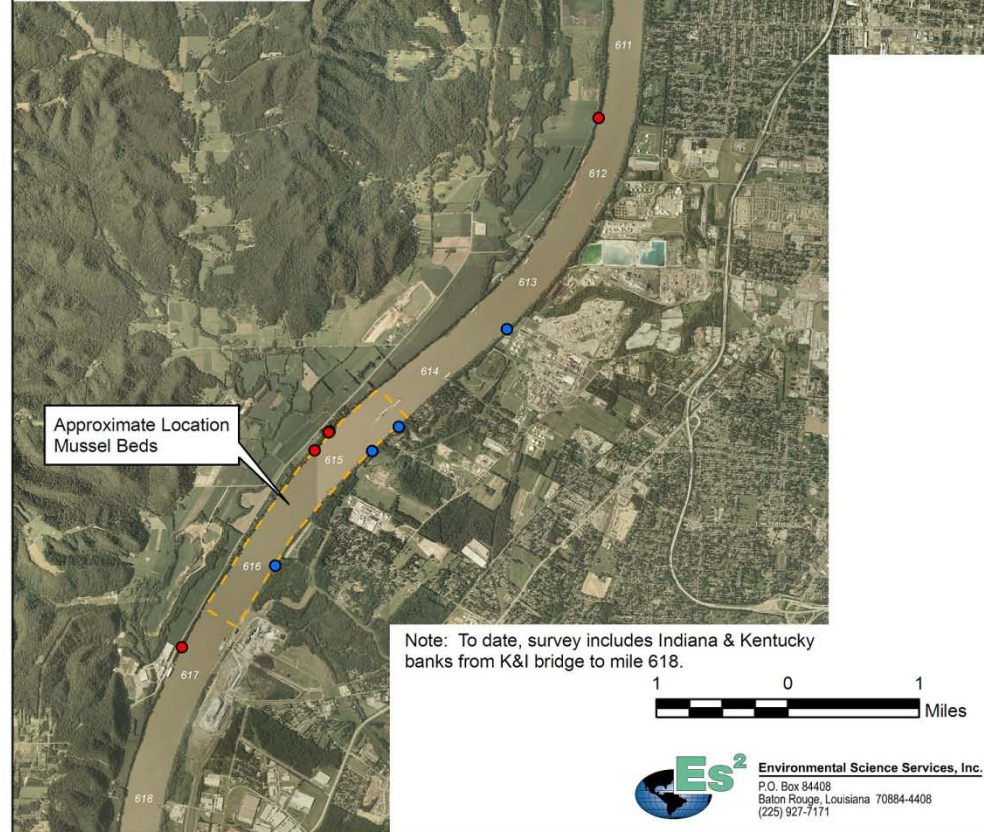 611
612
613
614
Approximate Location
Mussel Beds
615
616
Note: To date, survey includes Indiana & Kentucky
banks from K&I bridge to mile 618.
617
1 0 1
Miles
618
Es²
Environmental Science Services, Inc.
P.O. Box 84408
Baton Rouge, Louisiana 70884-4408
(225) 927-7171